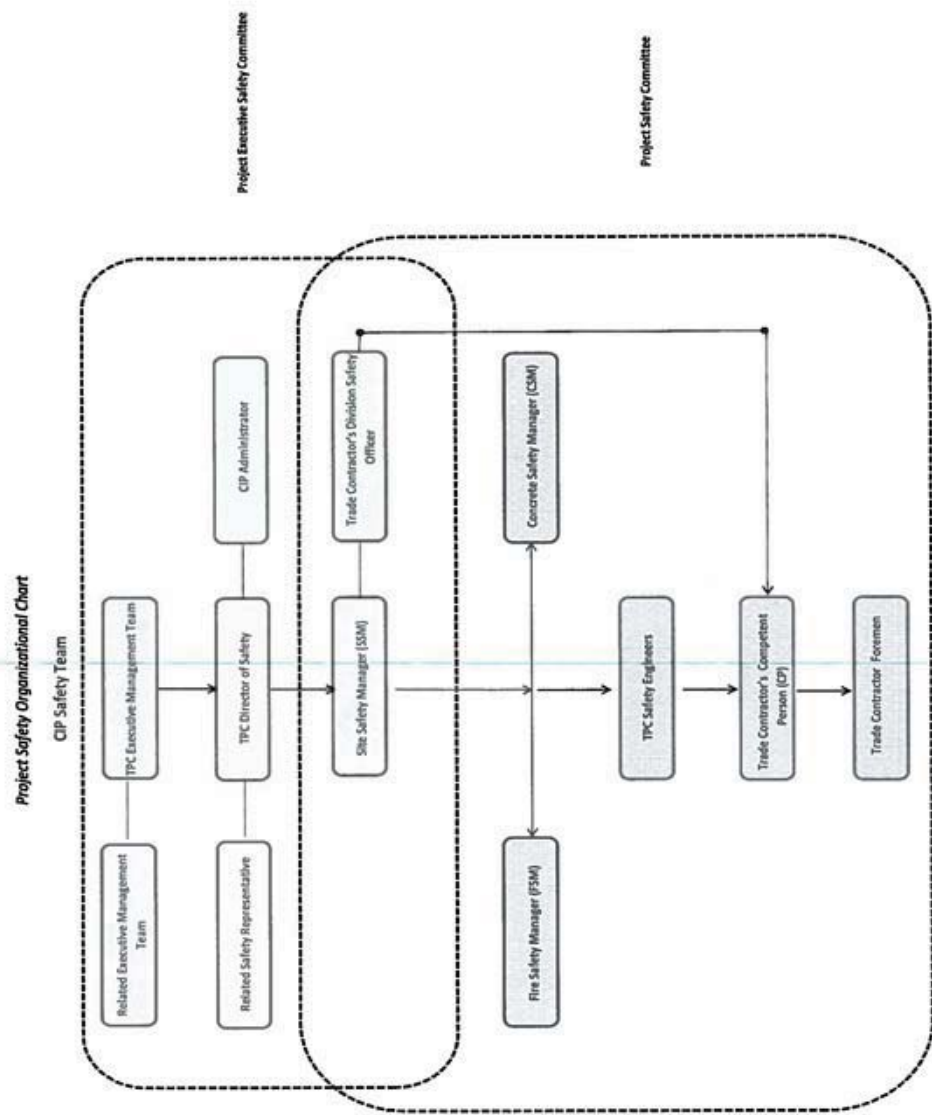 Project Safety Organizational Chart
CIP Safety Team
Project Executive Safety Committee
Related Executive Management
Team
TPC Executive Management Team
Related Safety Representative
TPC Director of Safety
CIP Administrator
Site Safety Manager (SSM)
Trade Contractor's Division Safety
Officer
Project Safety Committee
Fire Safety Manager (FSM)
Concrete Safety Manager (CSM)
TPC Safety Engineers
Trade Contractor's Competent
Person (CP)
Trade Contractor Foremen